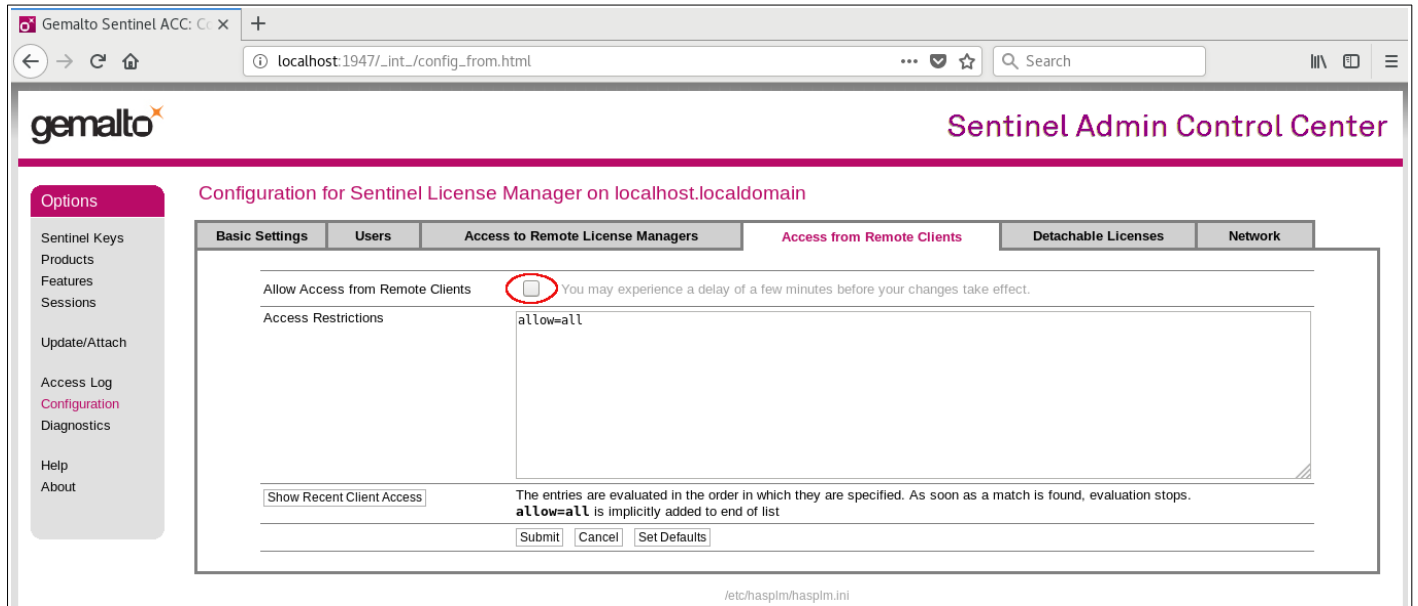 Gemalto Sentinel ACC: Co
localhost:1947/_int_/config_from.html
Search
gemalto
Sentinel Admin Control Center
Options
Sentinel Keys
Products
Features
Sessions
Update/Attach
Access Log
Configuration
Diagnostics
Help
About
Configuration for Sentinel License Manager on localhost.localdomain
Basic Settings Users Access to Remote License Managers Access from Remote Clients Detachable Licenses Network
Allow Access from Remote Clients You may experience a delay of a few minutes before your changes take effect.
Access Restrictions allow=all
Show Recent Client Access The entries are evaluated in the order in which they are specified. As soon as a match is found, evaluation stops.
allow=all is implicitly added to end of list
Submit Cancel Set Defaults
/etc/hasplm/hasplm.ini